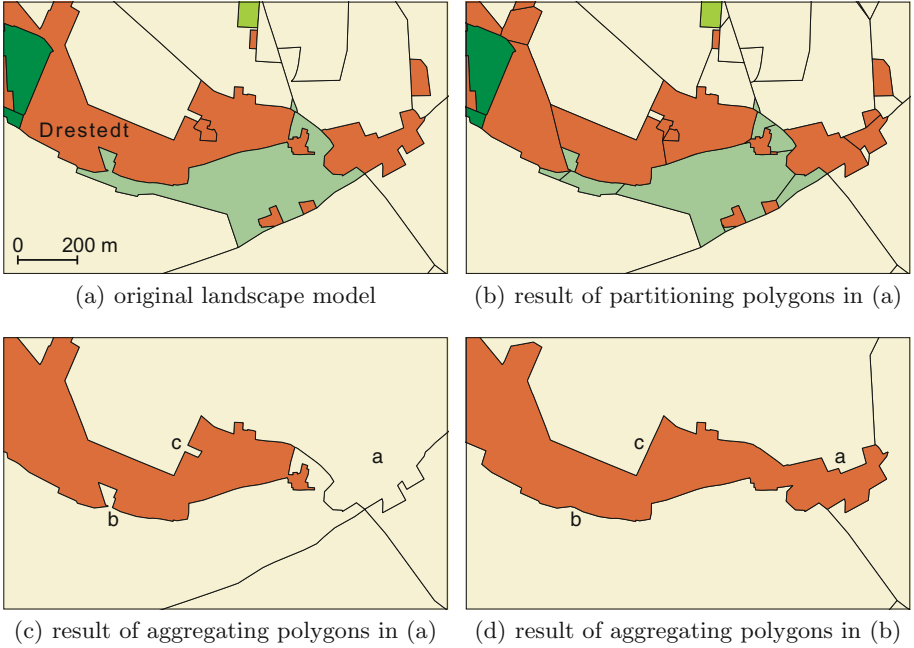 Drestedt
0 200 m
(a) original landscape model
(b) result of partitioning polygons in (a)
c
a
b
c
a
b
(c) result of aggregating polygons in (a)
(d) result of aggregating polygons in (b)